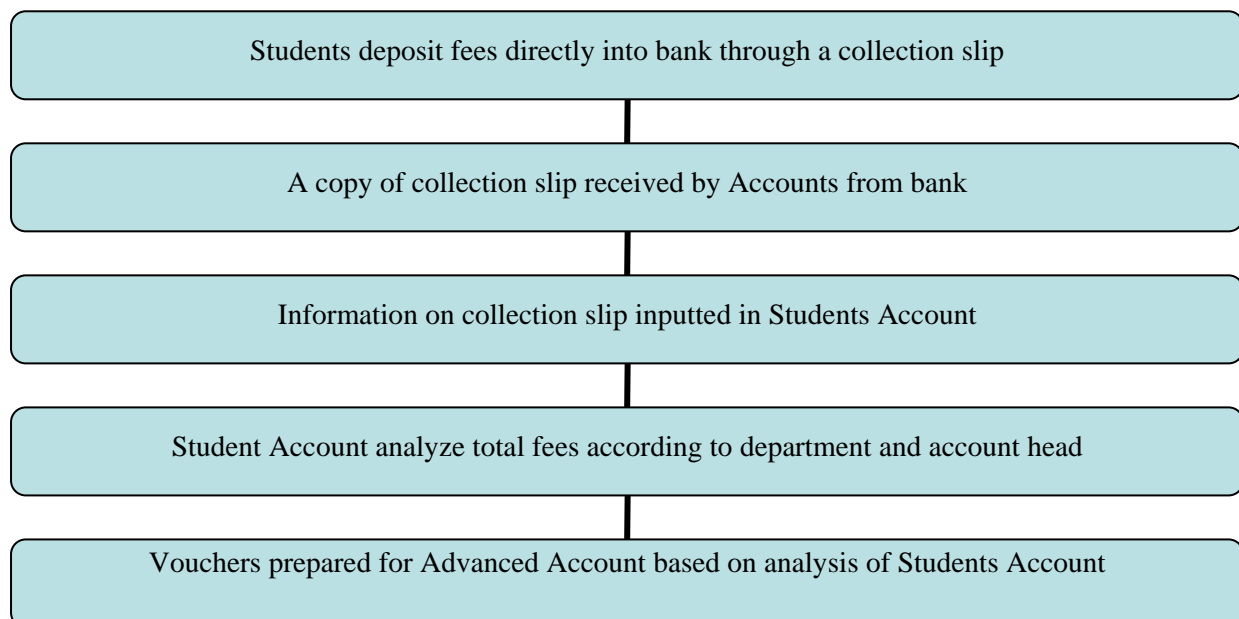 Students deposit fees directly into bank through a collection slip
A copy of collection slip received by Accounts from bank
Information on collection slip inputted in Students Account
Student Account analyze total fees according to department and account head
Vouchers prepared for Advanced Account based on analysis of Students Account